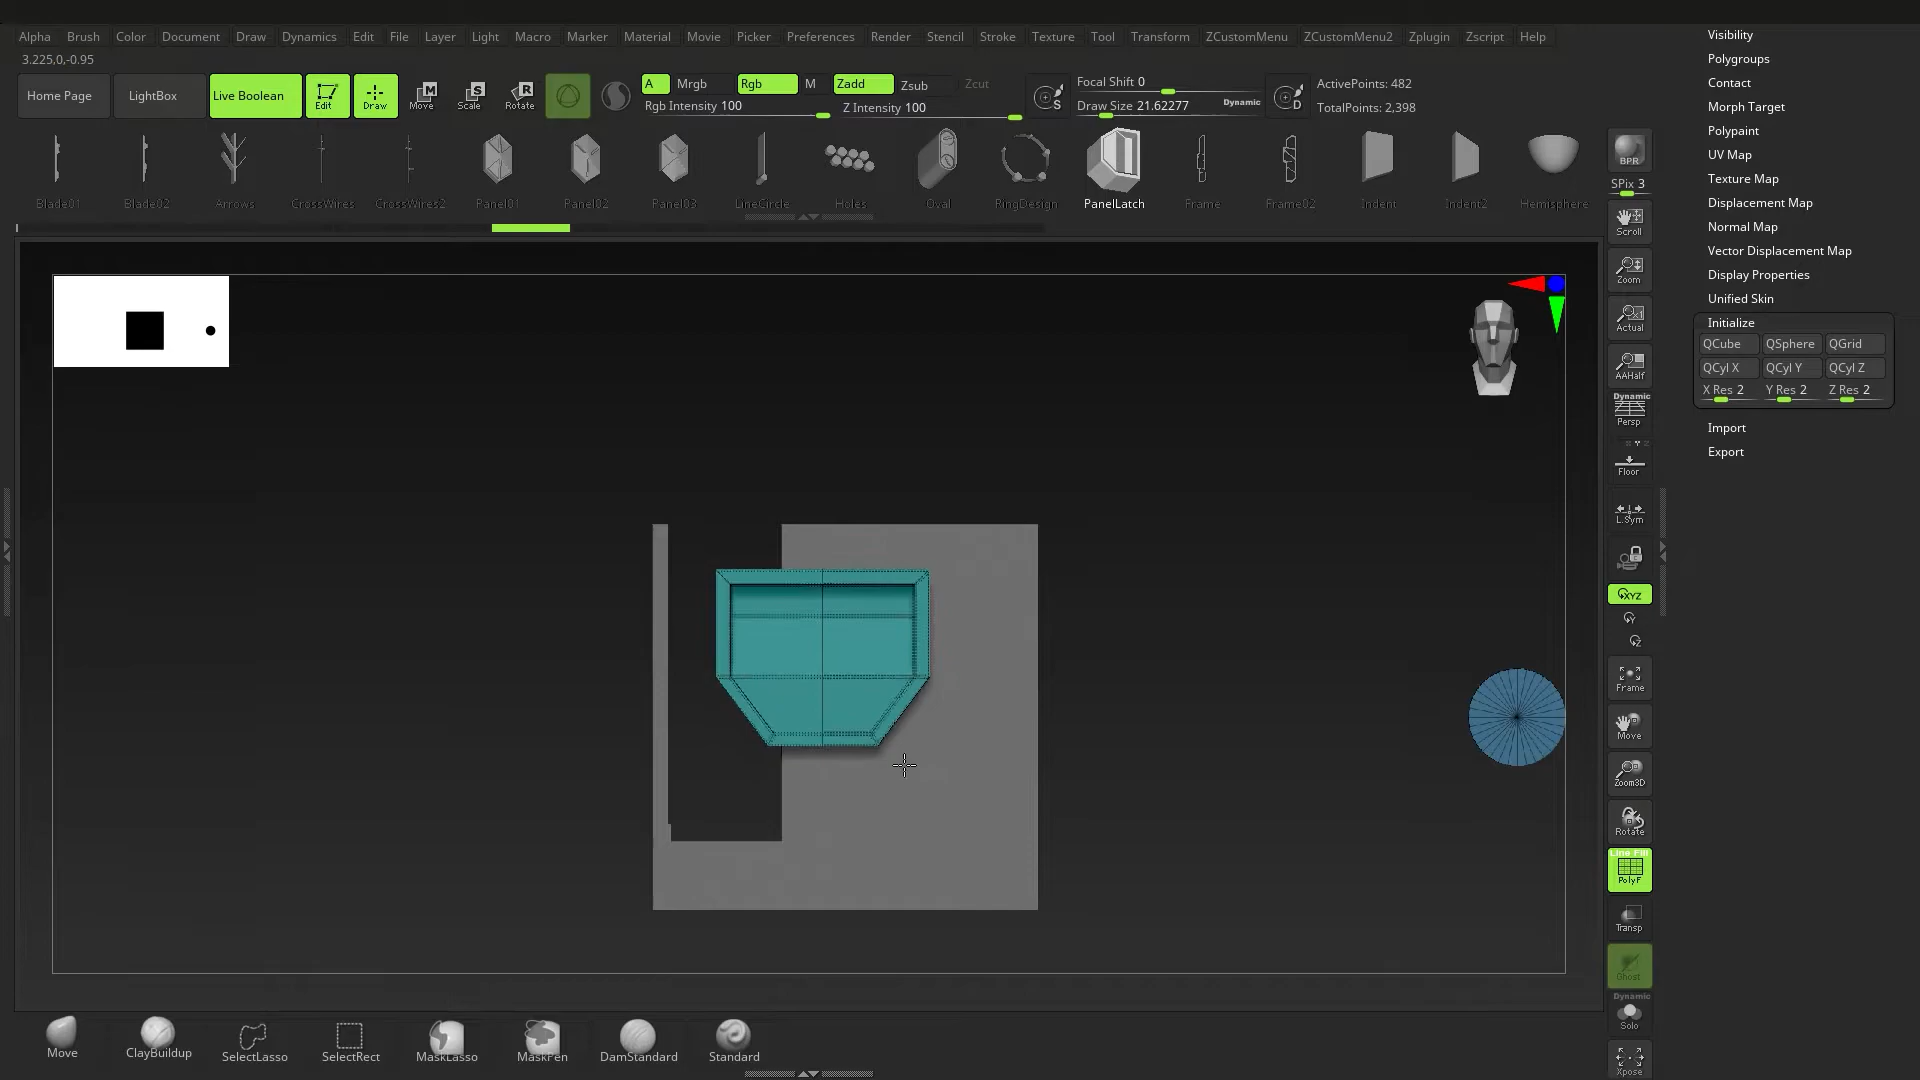 Alpha Brush Color Document Draw Dynamics Edit File Layer Light Macro Marker Material Movie Picker Preferences Render Stencil Stroke Texture Tool Transform ZCustomMenu ZCustomMenu2 Zplugin Zscript Help
3.225,0,-0.95
Home Page LightBox Live Boolean Edit Draw Move Scale Rotate
A Mrgb Rgb M Zadd Zsub Zcut
Rgb Intensity 100 Z Intensity 100
Focal Shift 0
Draw Size 21.62277 Dynamic
ActivePoints: 482
TotalPoints: 2,398
Blade01 Blade02 Arrows CrossWires CrossWires2 Panel01 Panel02 Panel03 LineCircle Holes Oval RingDesign PanelLatch Frame Frame02 Indent Indent2 Hemisphere
BPR
SPix 3
Scroll
Zoom
Actual
AAHalf
Dynamic
Persp
Floor
L.Sym
XYZ
Y
Z
Frame
Move
Zoom3D
Rotate
Line Fill
PolyF
Transp
Ghost
Dynamic
Solo
Xpose
Visibility
Polygroups
Contact
Morph Target
Polypaint
UV Map
Texture Map
Displacement Map
Normal Map
Vector Displacement Map
Display Properties
Unified Skin
Initialize
QCube QSphere QGrid
QCyl X QCyl Y QCyl Z
X Res 2 Y Res 2 Z Res 2
Import
Export
Move ClayBuildup SelectLasso SelectRect MaskLasso MaskPen DamStandard Standard